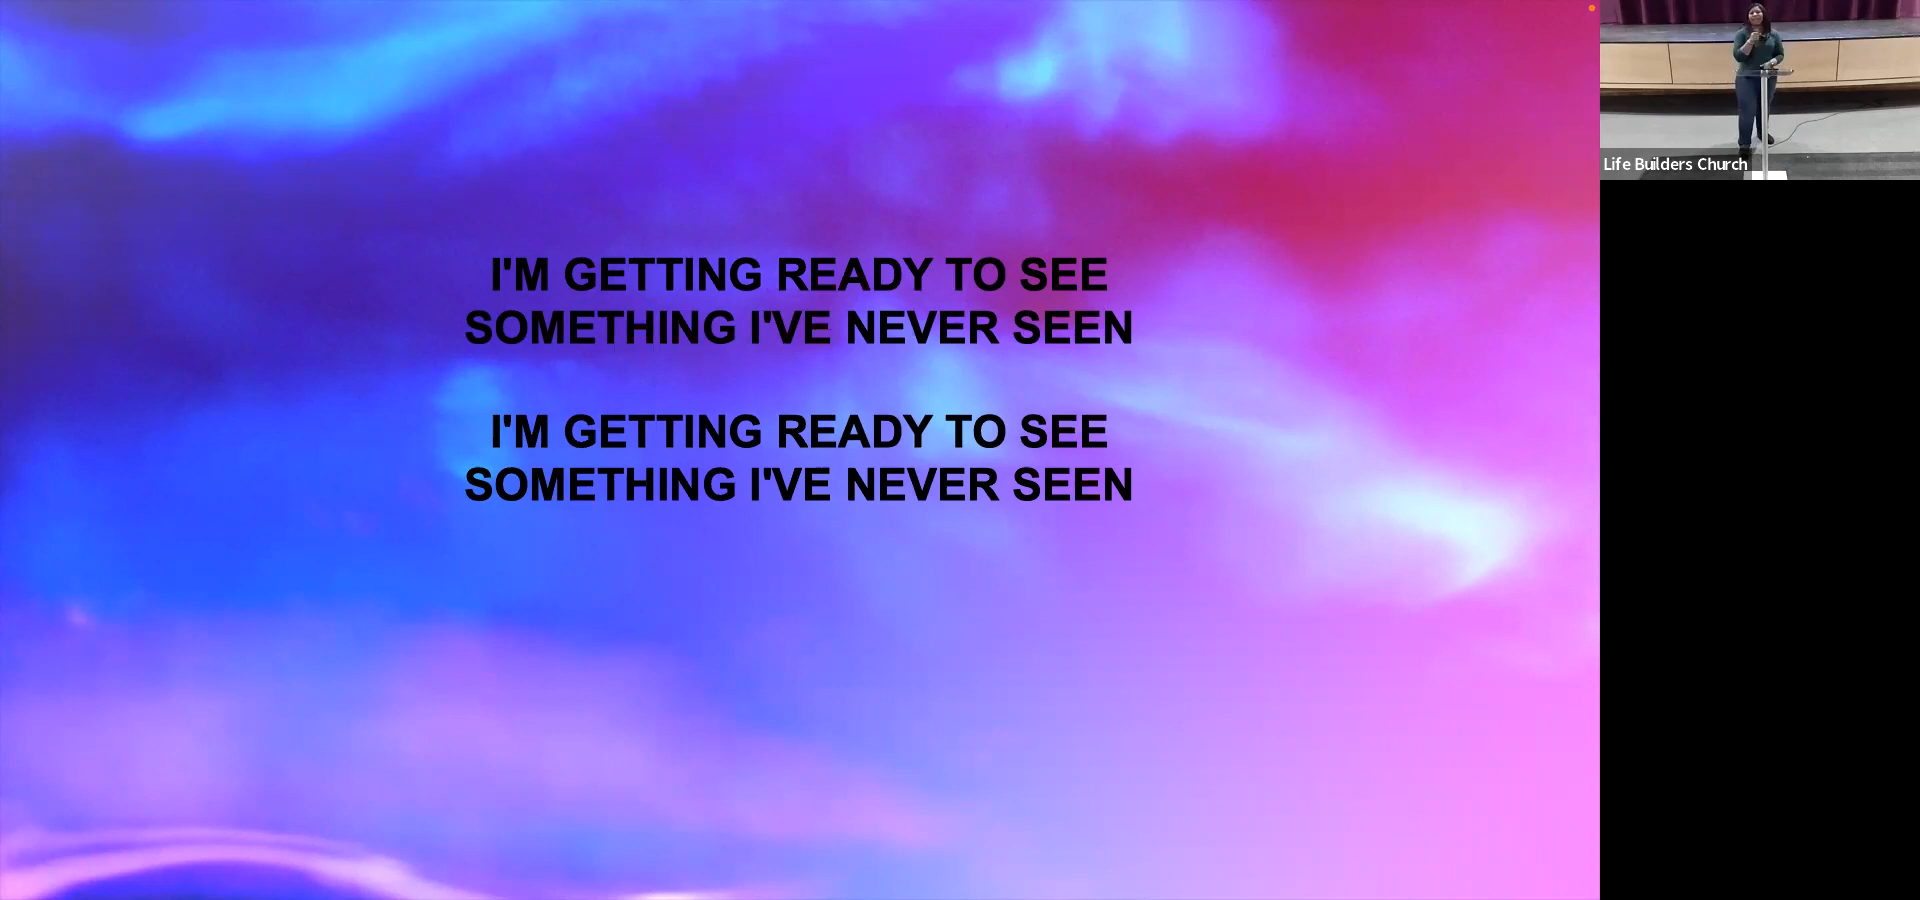 I'M GETTING READY TO SEE
SOMETHING I'VE NEVER SEEN
I'M GETTING READY TO SEE
SOMETHING I'VE NEVER SEEN
Life Builders Church